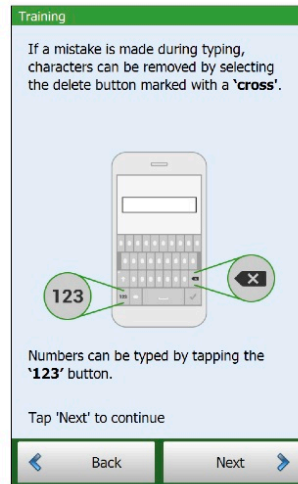 Training
If a mistake is made during typing,
characters can be removed by selecting
the delete button marked with a ‘cross’.
123
Numbers can be typed by tapping the
‘123’ button.
Tap 'Next' to continue
Back
Next